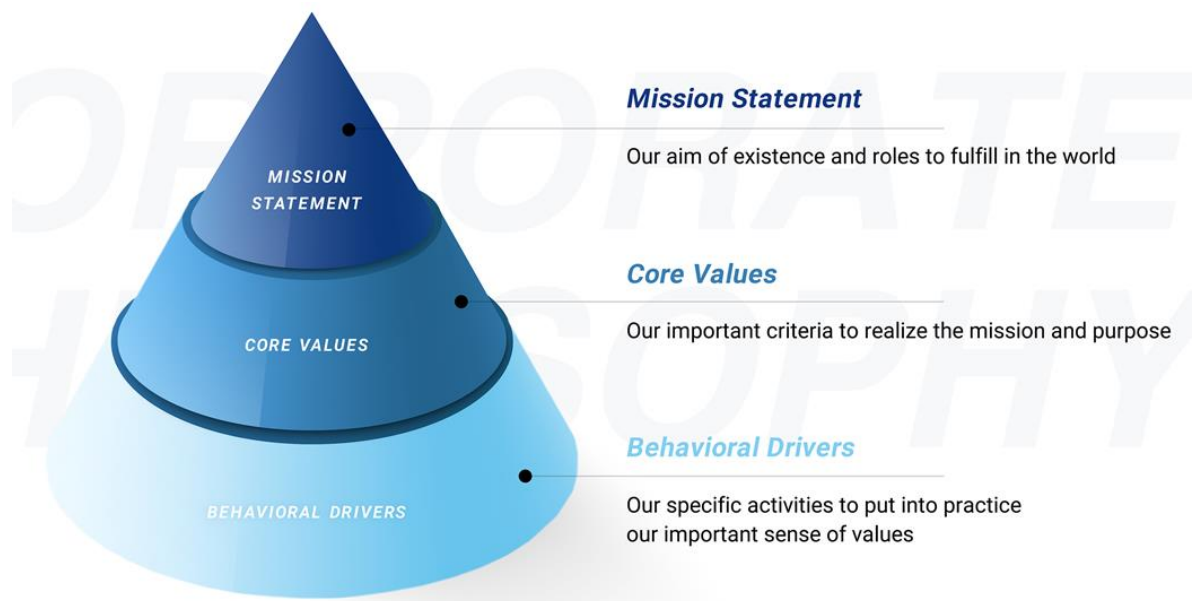 CORPORATE
PHILOSOPHY
MISSION
STATEMENT
CORE VALUES
BEHAVIORAL DRIVERS
Mission Statement
Our aim of existence and roles to fulfill in the world
Core Values
Our important criteria to realize the mission and purpose
Behavioral Drivers
Our specific activities to put into practice
our important sense of values